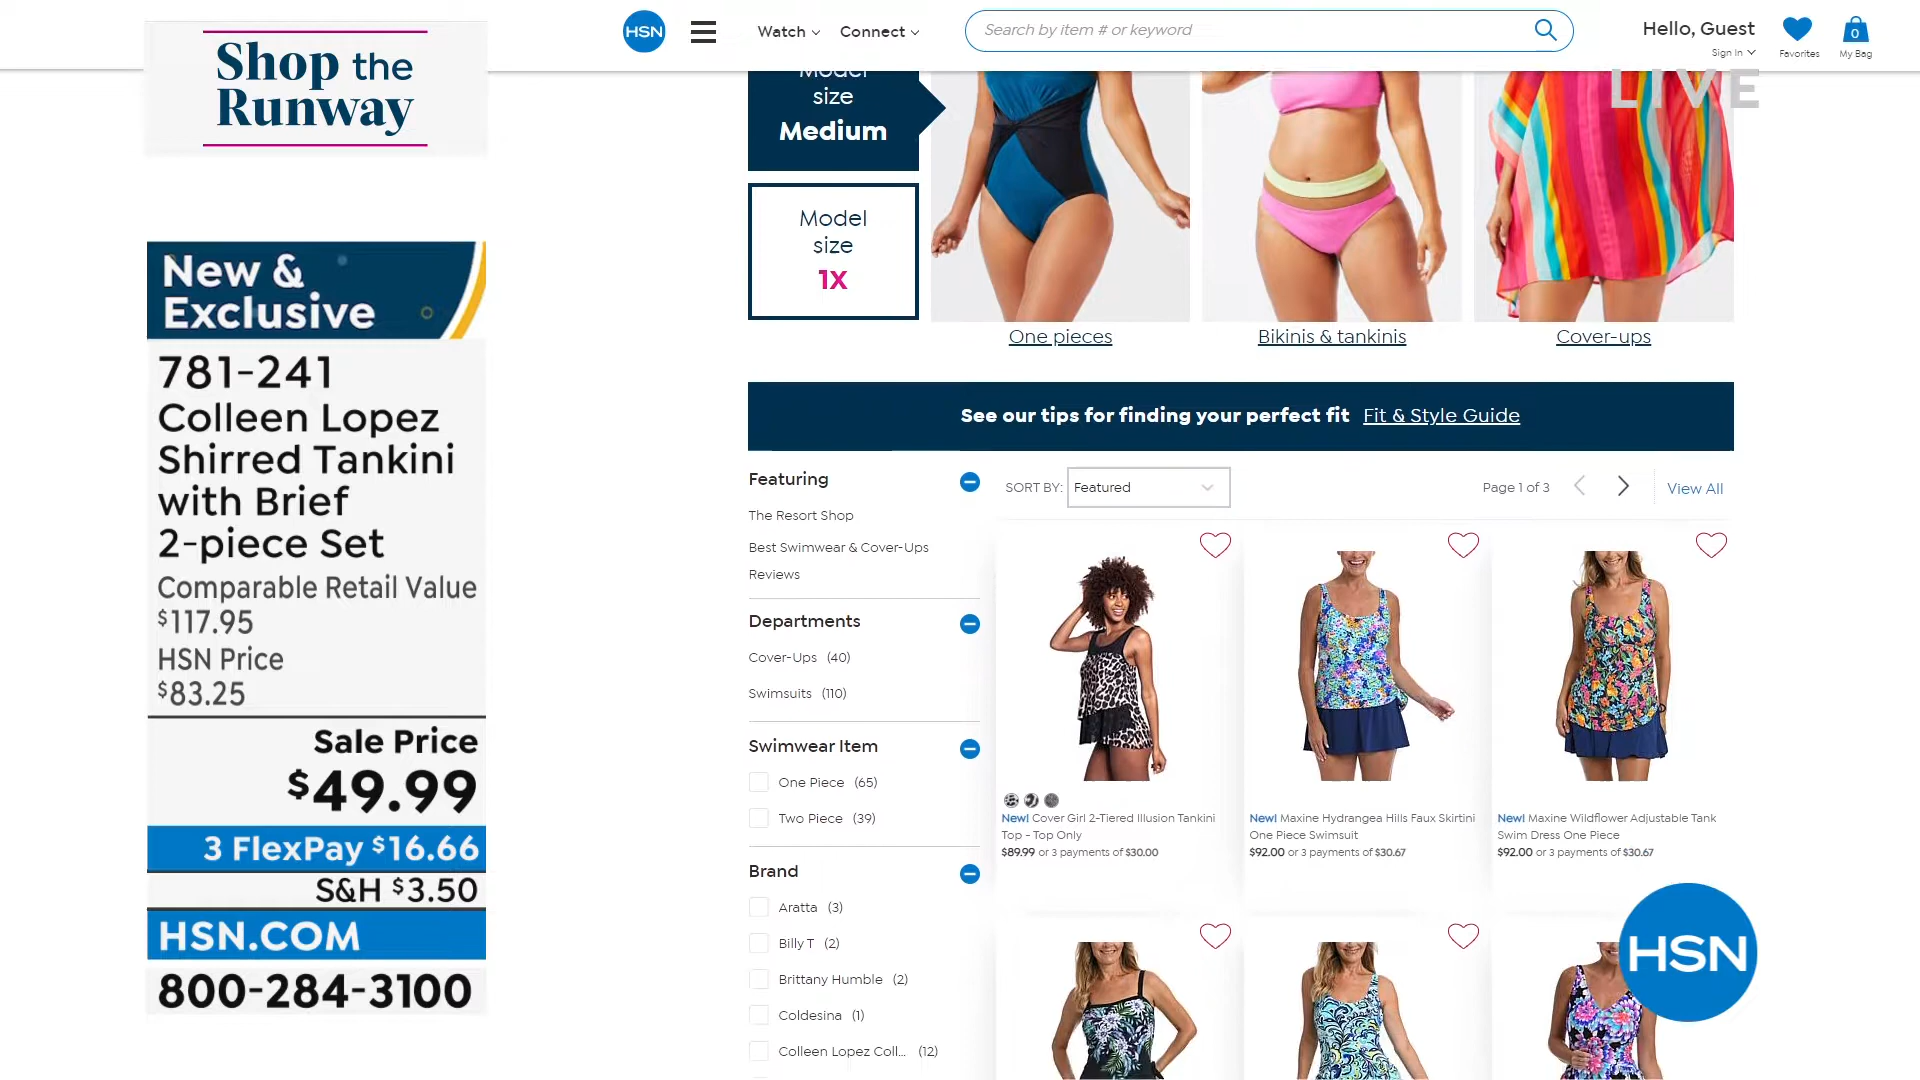 Shop the
Runway
New &
Exclusive
781-241
Colleen Lopez
Shirred Tankini
with Brief
2-piece Set
Comparable Retail Value
$117.95
HSN Price
$83.25
Sale Price
$49.99
3 FlexPay $16.66
S&H $3.50
HSN.COM
800-284-3100
HSN
Watch
Connect
Search by item # or keyword
Hello, Guest
Sign In
Favorites
0
My Bag
LIVE
Model
size
Medium
Model
size
1X
One pieces
Bikinis & tankinis
Cover-ups
See our tips for finding your perfect fit Fit & Style Guide
Featuring
The Resort Shop
Best Swimwear & Cover-Ups
Reviews
Departments
Cover-Ups (40)
Swimsuits (110)
Swimwear Item
One Piece (65)
Two Piece (39)
Brand
Aratta (3)
Billy T (2)
Brittany Humble (2)
Coldesina (1)
Colleen Lopez Coll... (12)
SORT BY: Featured
Page 1 of 3
View All
New! Cover Girl 2-Tiered Illusion Tankini
Top - Top Only
$89.99 or 3 payments of $30.00
New! Maxine Hydrangea Hills Faux Skirtini
One Piece Swimsuit
$92.00 or 3 payments of $30.67
New! Maxine Wildflower Adjustable Tank
Swim Dress One Piece
$92.00 or 3 payments of $30.67
HSN